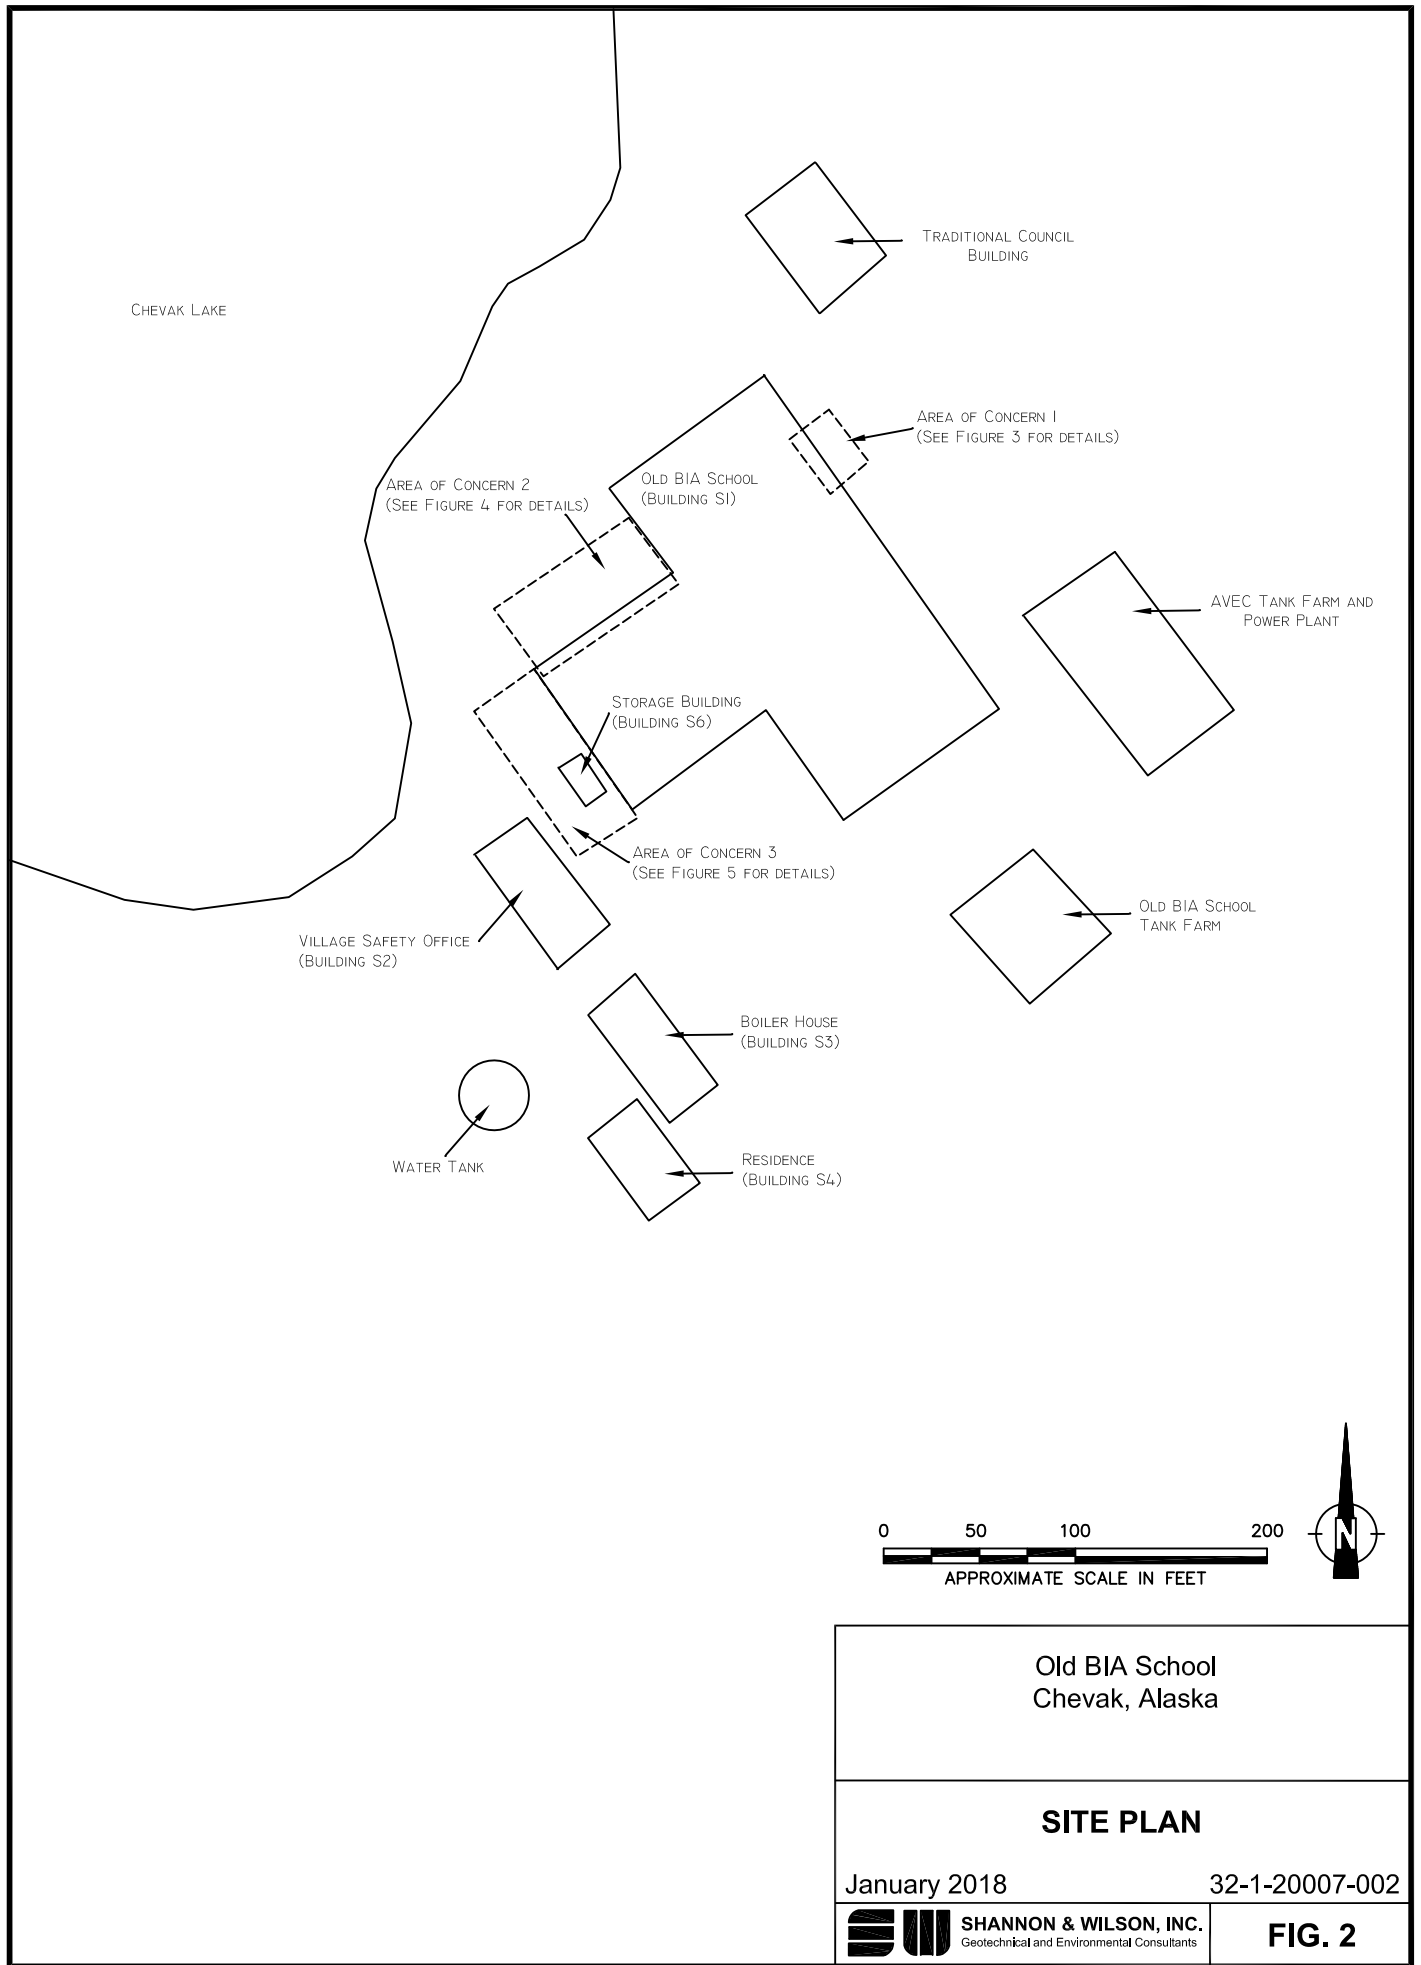 TRADITIONAL COUNCIL
BUILDING
CHEVAK LAKE
AREA OF CONCERN 1
(SEE FIGURE 3 FOR DETAILS)
AREA OF CONCERN 2
(SEE FIGURE 4 FOR DETAILS)
OLD BIA SCHOOL
(BUILDING S1)
AVEC TANK FARM AND
POWER PLANT
STORAGE BUILDING
(BUILDING S6)
AREA OF CONCERN 3
(SEE FIGURE 5 FOR DETAILS)
OLD BIA SCHOOL
TANK FARM
VILLAGE SAFETY OFFICE
(BUILDING S2)
BOILER HOUSE
(BUILDING S3)
WATER TANK
RESIDENCE
(BUILDING S4)
0 50 100 200
APPROXIMATE SCALE IN FEET
N
Old BIA School
Chevak, Alaska
SITE PLAN
January 2018 32-1-20007-002
SW SHANNON & WILSON, INC.
Geotechnical and Environmental Consultants
FIG. 2